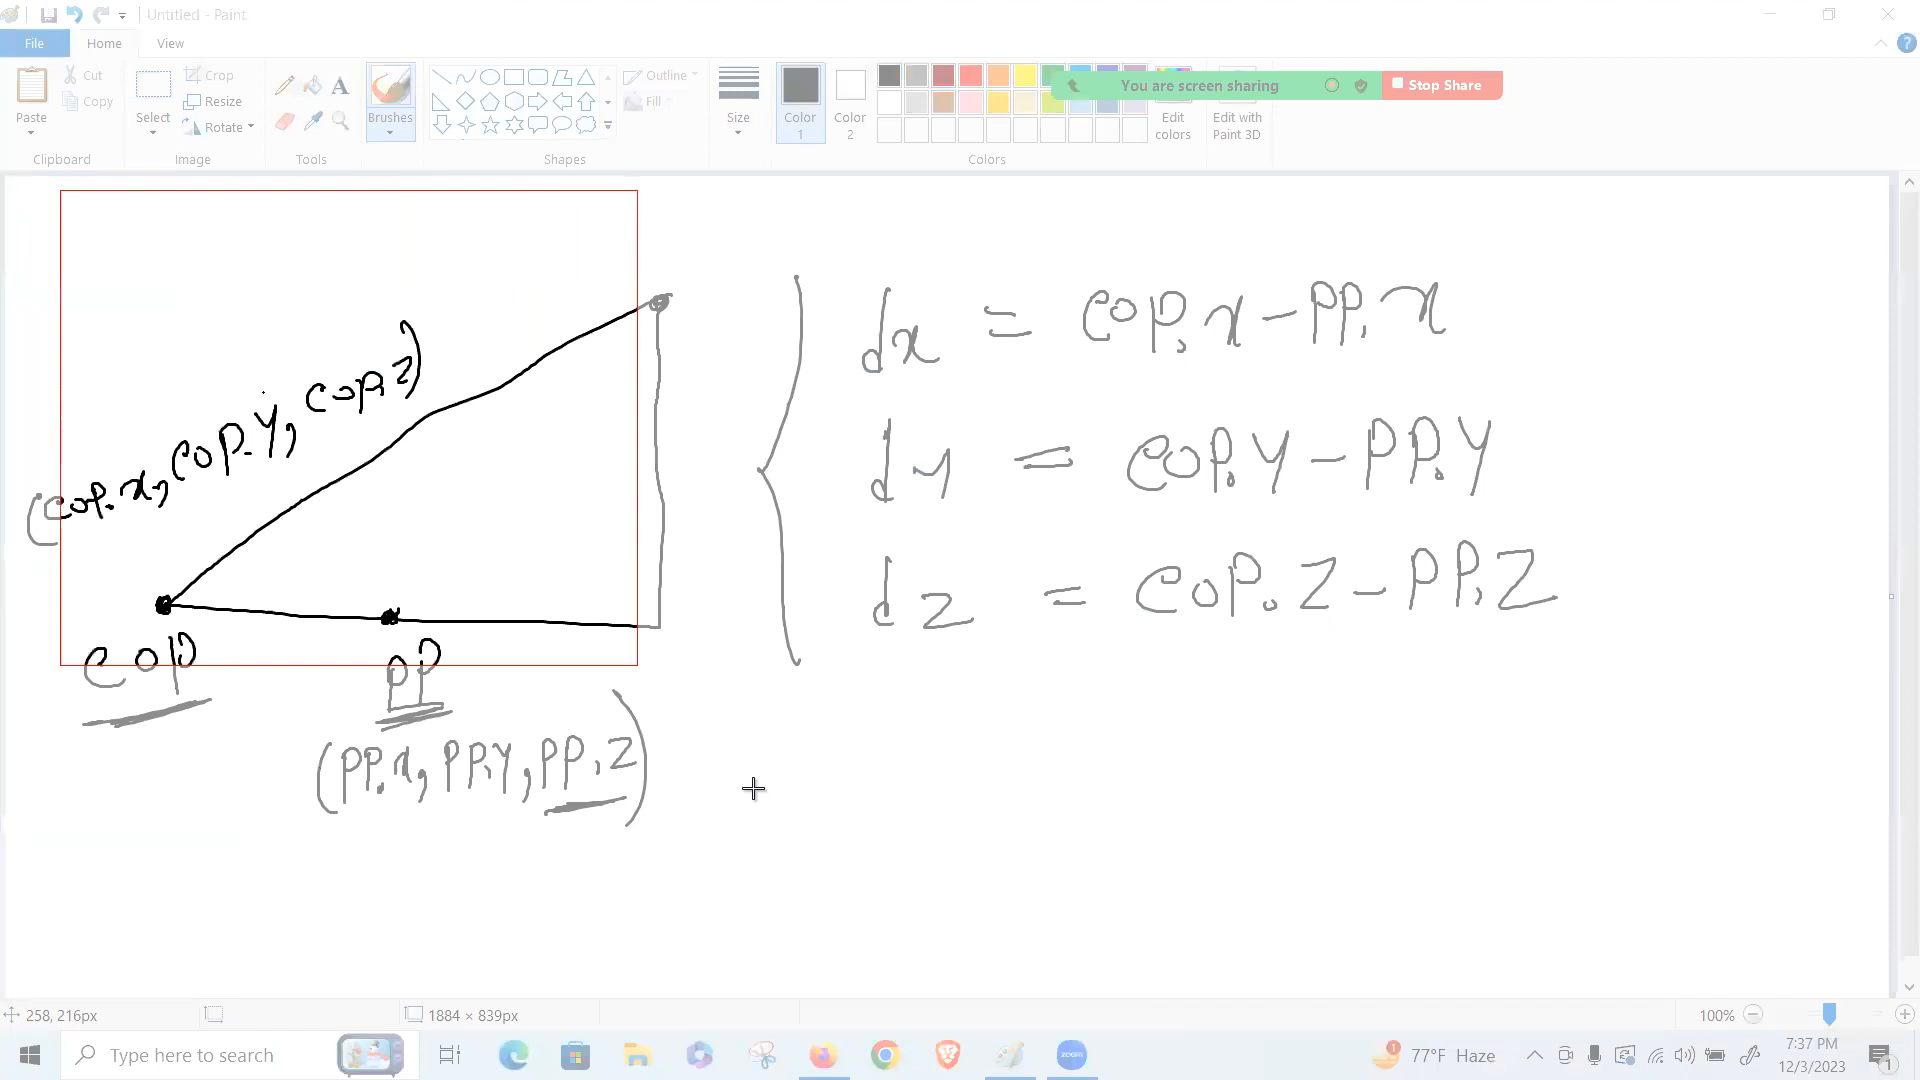 Untitled - Paint
File Home View
Cut
Copy
Paste
Clipboard
Select
Crop
Resize
Rotate
Image
Tools
Brushes
Shapes
Outline
Fill
Size
Color 1
Color 2
Edit colors
Edit with Paint 3D
Colors
You are screen sharing
Stop Share
(COP.x, COP.Y, COP.Z)
COP
PP
(PP.x, PP.Y, PP.Z)
dx = COP.x - PP.x
dy = COP.Y - PP.Y
dz = COP.Z - PP.Z
258, 216px
1884 × 839px
100%
Type here to search
zoom
1
77°F Haze
7:37 PM
12/3/2023
1